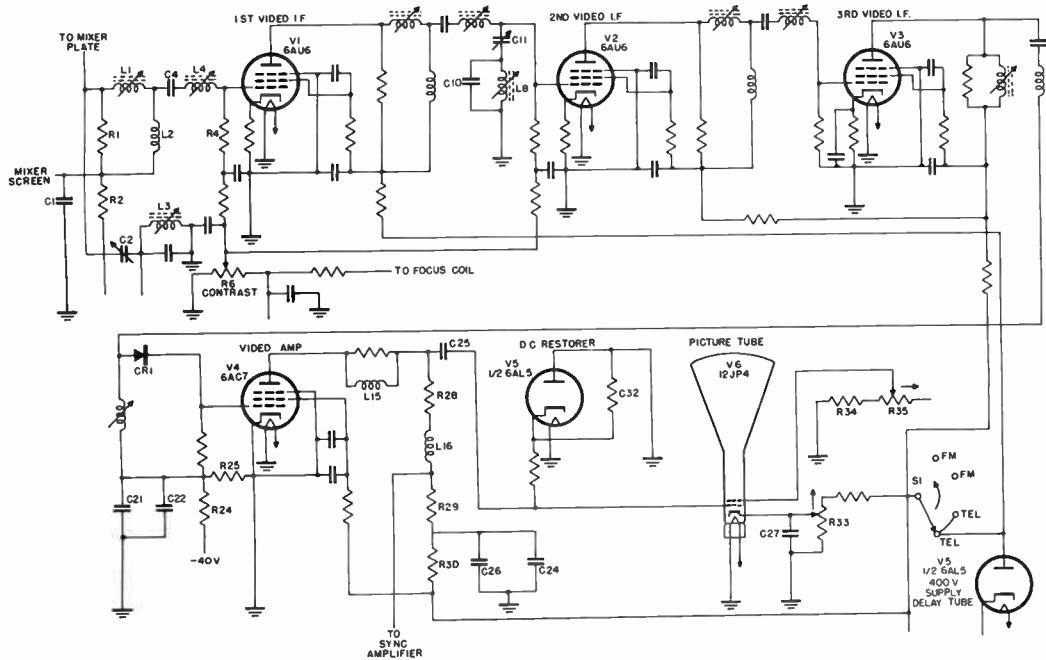 1ST VIDEO I.F
2ND VIDEO I.F.
3RD VIDEO I.F.
TO MIXER
PLATE
V1
6AU6
V2
6AU6
V3
6AU6
L1
C4
L4
C11
C10
L8
R1
L2
R4
MIXER
SCREEN
C1
R2
L3
C2
R6
CONTRAST
TO FOCUS COIL
VIDEO AMP
V4
6AC7
CR1
C25
D C RESTORER
V5
1/2 6AL5
PICTURE TUBE
V6
12JP4
L15
R28
C32
R34
R35
L16
FM
FM
S1
TEL
TEL
R25
C21
C22
R24
-40V
R29
R30
C26
C24
C27
R33
V5
1/2 6AL5
400 V
SUPPLY
DELAY TUBE
TO
SYNC
AMPLIFIER